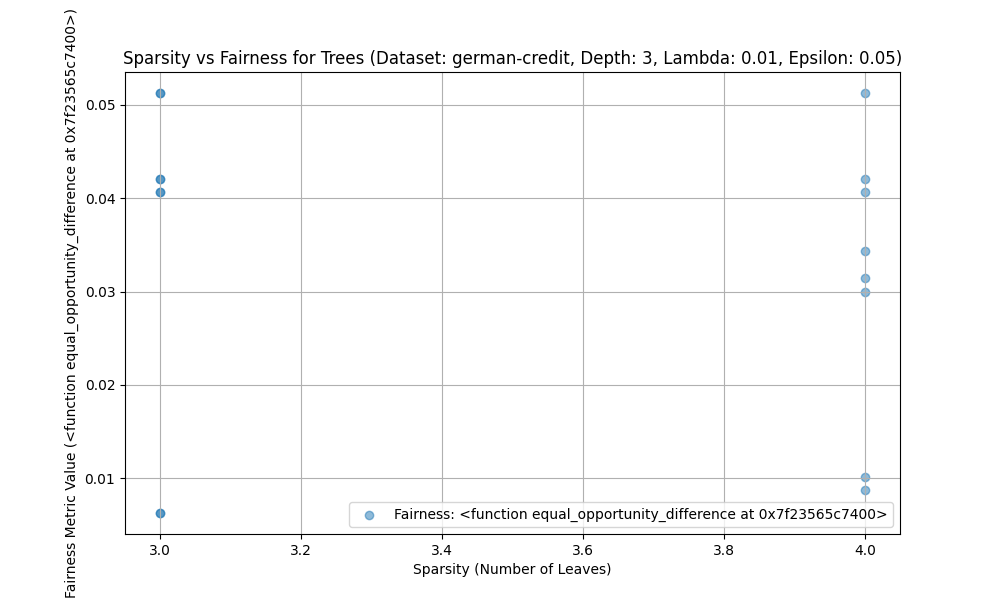 Sparsity vs Fairness for Trees (Dataset: german-credit, Depth: 3, Lambda: 0.01, Epsilon: 0.05)
Fairness Metric Value (<function equal_opportunity_difference at 0x7f23565c7400>)
0.05
0.04
0.03
0.02
0.01
Fairness: <function equal_opportunity_difference at 0x7f23565c7400>
3.0 3.2 3.4 3.6 3.8 4.0
Sparsity (Number of Leaves)